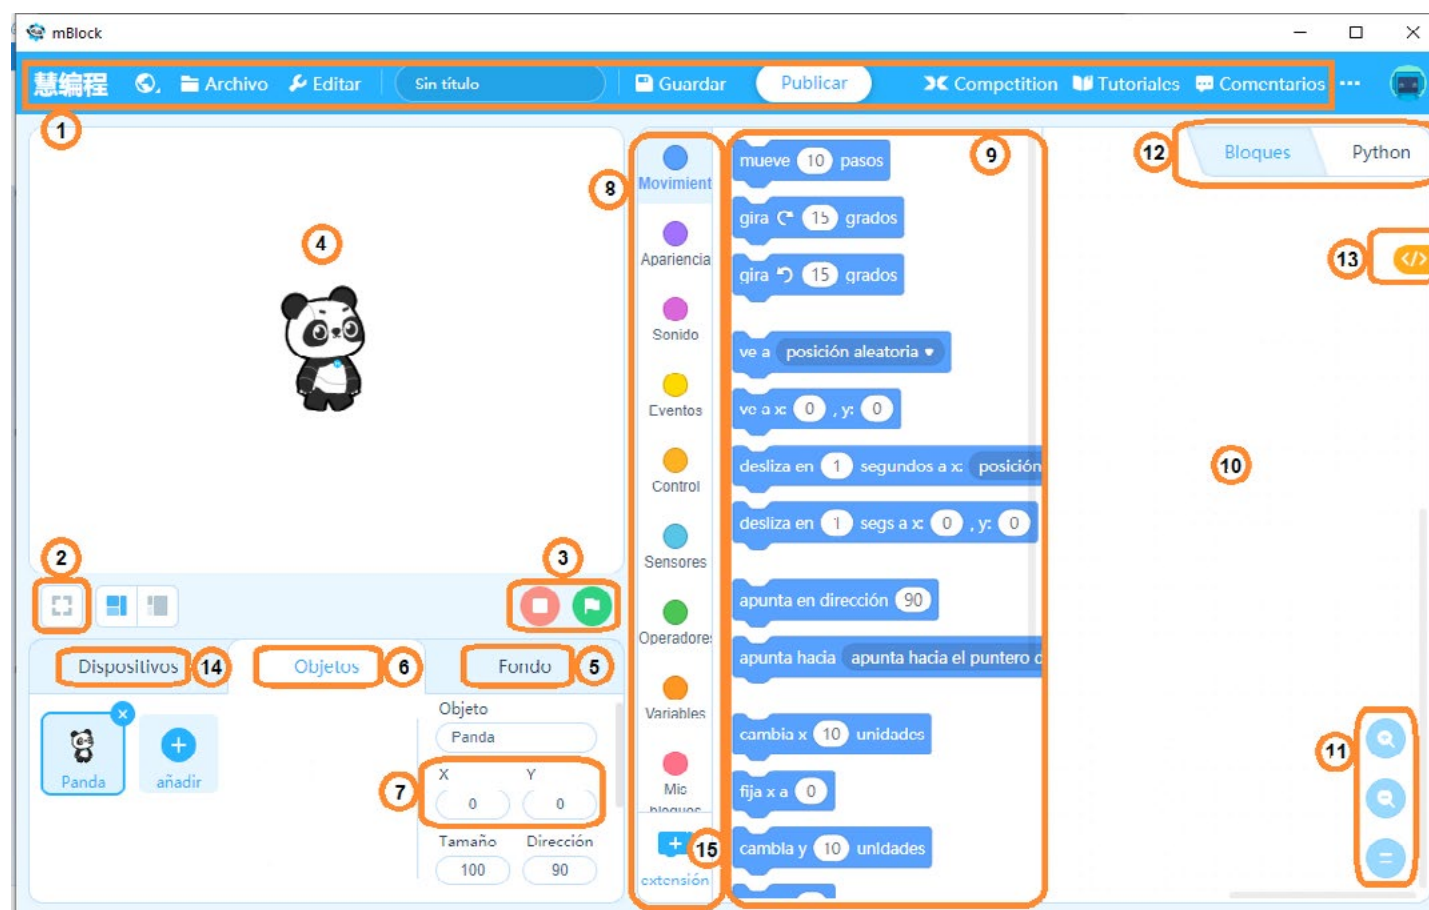 mBlock
慧编程 Archivo Editar Sin título Guardar Publicar Competition Tutoriales Comentarios
1
4
2
3
Dispositivos 14 Objetos 6 Fondo 5
Panda
añadir
Objeto
Panda
7
X Y
0 0
Tamaño Dirección
100 90
8
Movimient
Apariencia
Sonido
Eventos
Control
Sensores
Operadore
Variables
Mis
bloques
15
extensión
9
mueve 10 pasos
gira 15 grados
gira 15 grados
ve a posición aleatoria
ve a x: 0 , y: 0
desliza en 1 segundos a x: posición
desliza en 1 segs a x: 0 , y: 0
apunta en dirección 90
apunta hacia apunta hacia el puntero d
cambia x 10 unidades
fija x a 0
cambia y 10 unidades
12 Bloques Python
13 </>
10
11